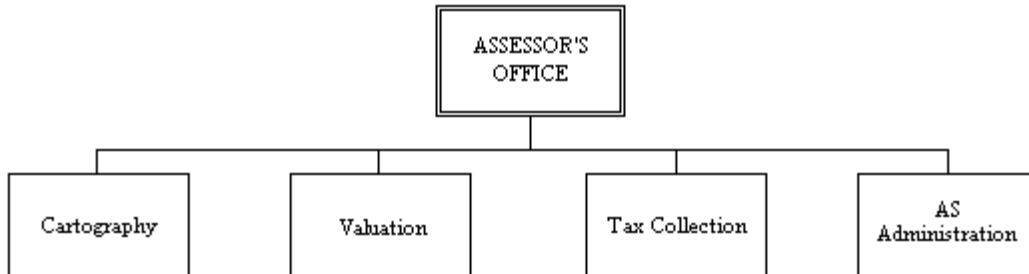 ASSESSOR'S
OFFICE
Cartography
Valuation
Tax Collection
AS
Administration